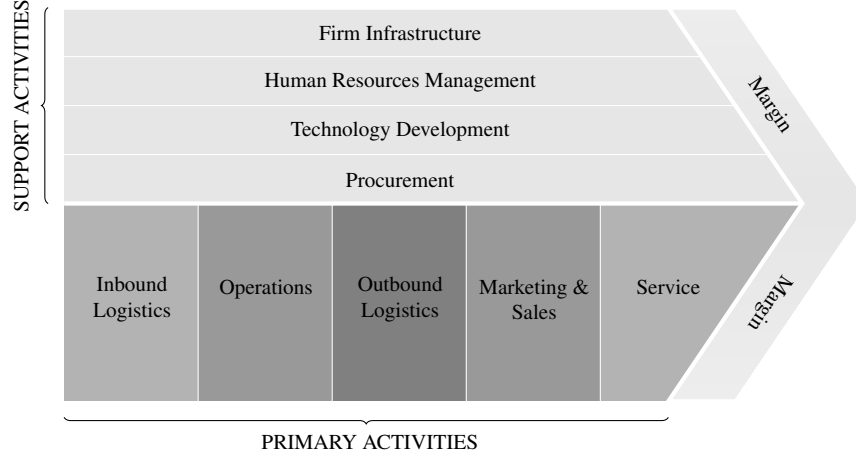 SUPPORT ACTIVITIES
Firm Infrastructure
Human Resources Management
Technology Development
Procurement
Margin
Inbound
Logistics
Operations
Outbound
Logistics
Marketing &
Sales
Service
Margin
PRIMARY ACTIVITIES